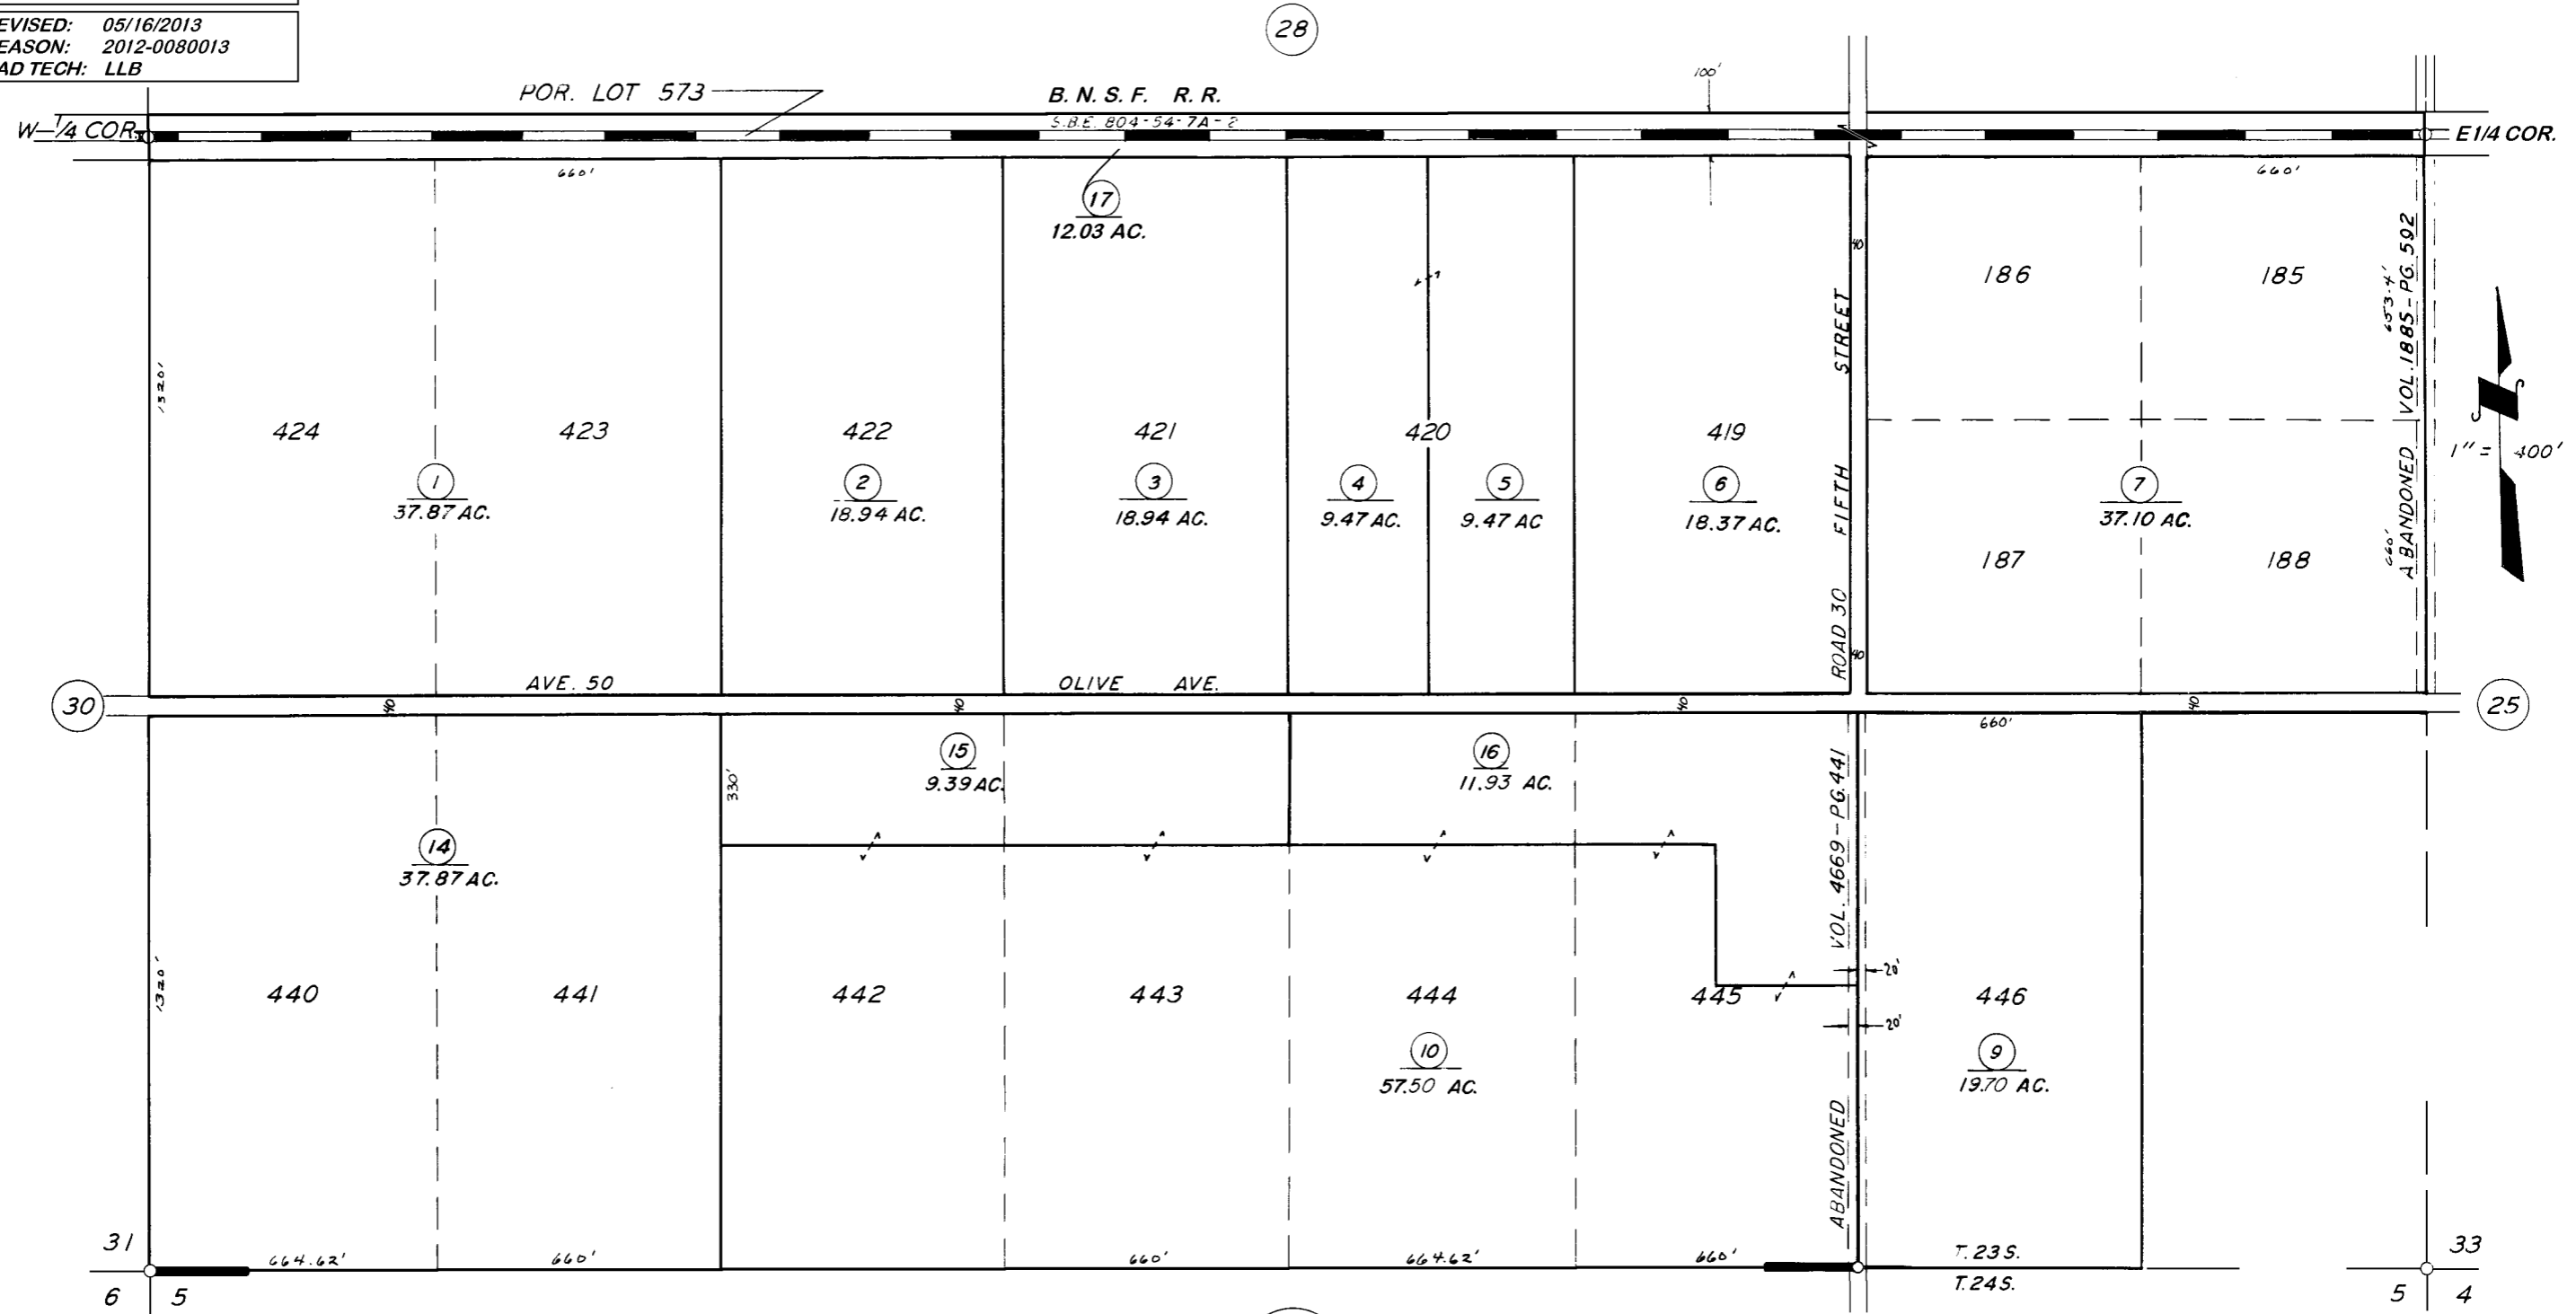 EVISED: 05/16/2013
EASON: 2012-0080013
AD TECH: LLB
28
POR. LOT 573
B. N. S. F. R. R.
S.B.E. 804-54-7A-2
100'
W 1/4 COR.
E 1/4 COR.
660'
660'
17
12.03 AC.
40
186
185
653.4'
ABANDONED VOL. 1885-PG. 592
660'
1" = 400'
1320'
424
423
422
421
420
419
ROAD 30 FIFTH STREET
1
37.87 AC.
2
18.94 AC.
3
18.94 AC.
4
9.47 AC.
5
9.47 AC
6
18.37 AC.
7
37.10 AC.
187
188
40
AVE. 50
OLIVE AVE.
30
40
40
40
40
25
660'
15
9.39 AC.
16
11.93 AC.
330'
14
37.87 AC.
ABANDONED VOL. 4669-PG. 441
20'
1320'
440
441
442
443
444
445
446
20'
10
57.50 AC.
9
19.70 AC.
31
664.62'
660'
660'
664.62'
660'
T. 23 S.
33
T. 24 S.
6
5
5
4